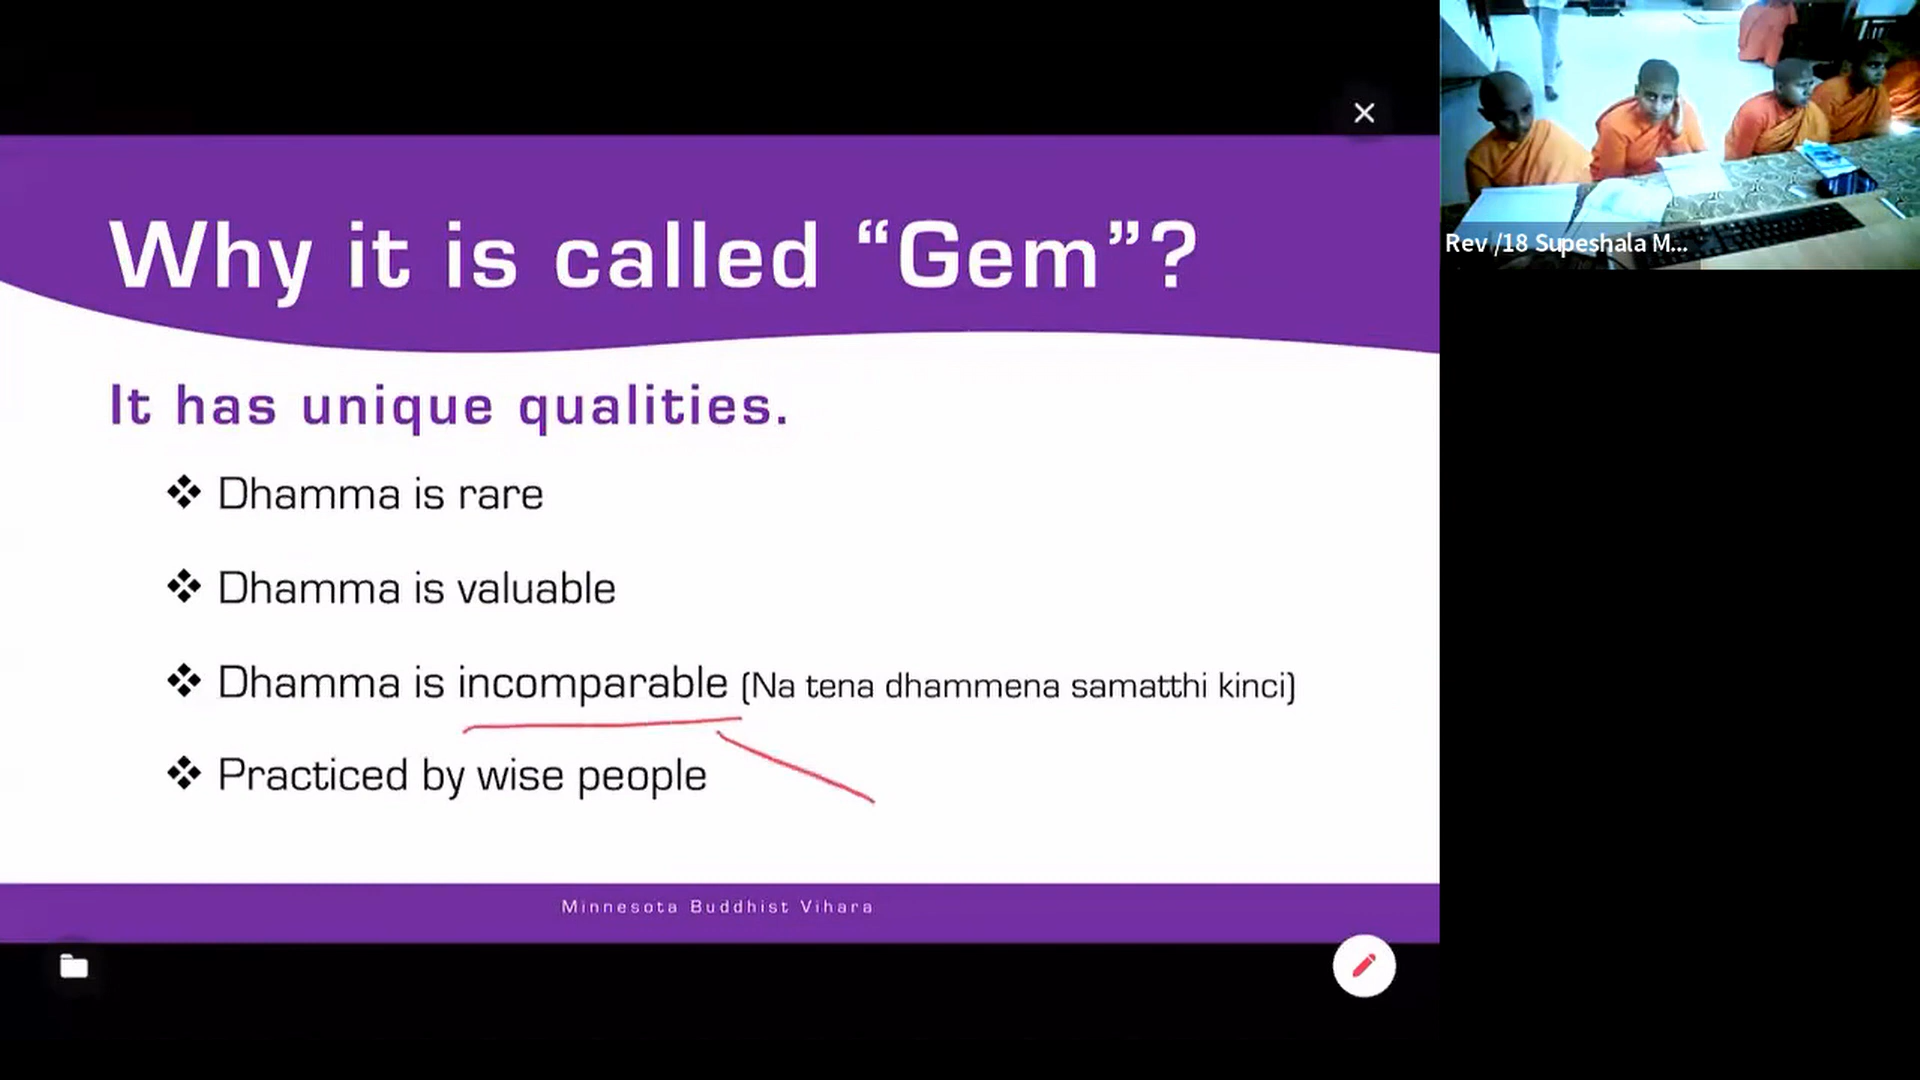 Why it is called “Gem”?
It has unique qualities.
Dhamma is rare
Dhamma is valuable
Dhamma is incomparable (Na tena dhammena samatthi kinci)
Practiced by wise people
Minnesota Buddhist Vihara
Rev /18 Supeshala M...